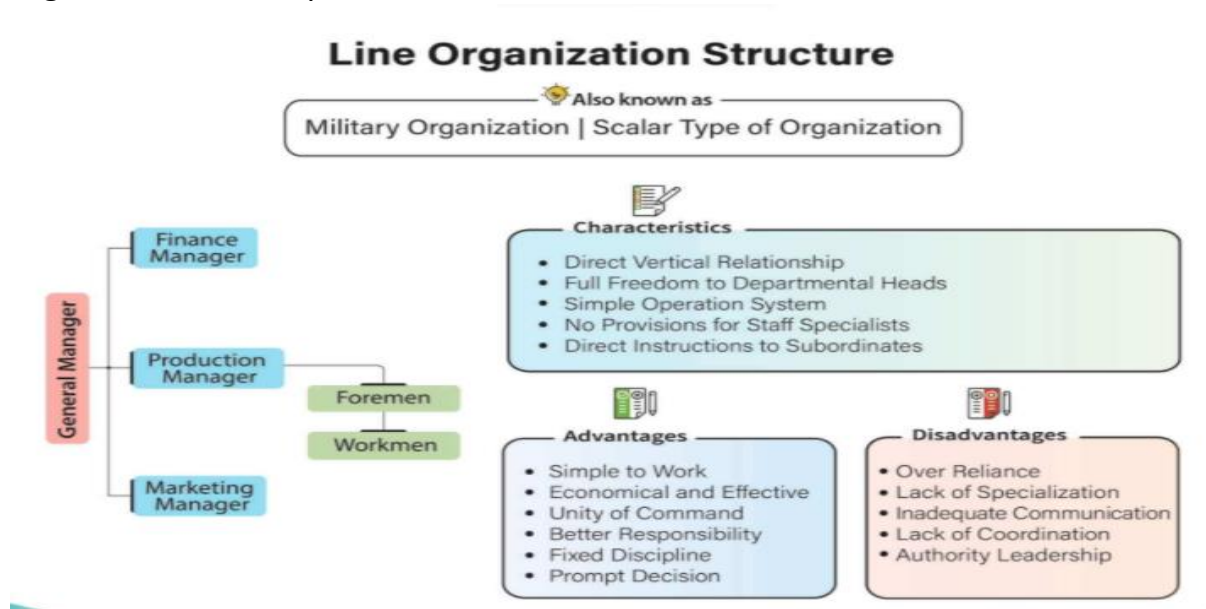 Line Organization Structure
Also known as
Military Organization | Scalar Type of Organization
General Manager
Finance
Manager
Production
Manager
Foremen
Workmen
Marketing
Manager
Characteristics
• Direct Vertical Relationship
• Full Freedom to Departmental Heads
• Simple Operation System
• No Provisions for Staff Specialists
• Direct Instructions to Subordinates
Advantages
• Simple to Work
• Economical and Effective
• Unity of Command
• Better Responsibility
• Fixed Discipline
• Prompt Decision
Disadvantages
• Over Reliance
• Lack of Specialization
• Inadequate Communication
• Lack of Coordination
• Authority Leadership